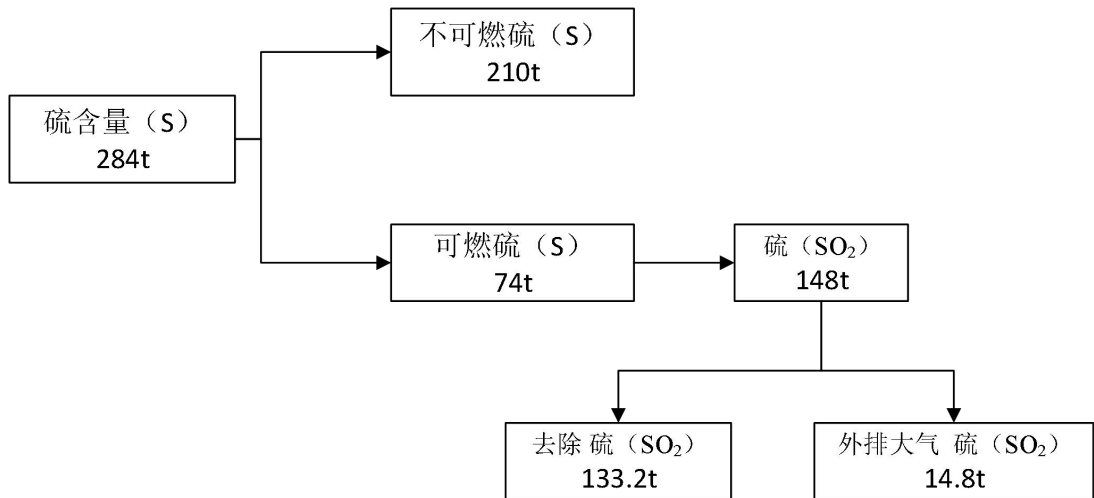 不可燃硫（S）
210t
硫含量（S）
284t
可燃硫（S）
74t
硫（SO₂）
148t
去除 硫（SO₂）
133.2t
外排大气 硫（SO₂）
14.8t